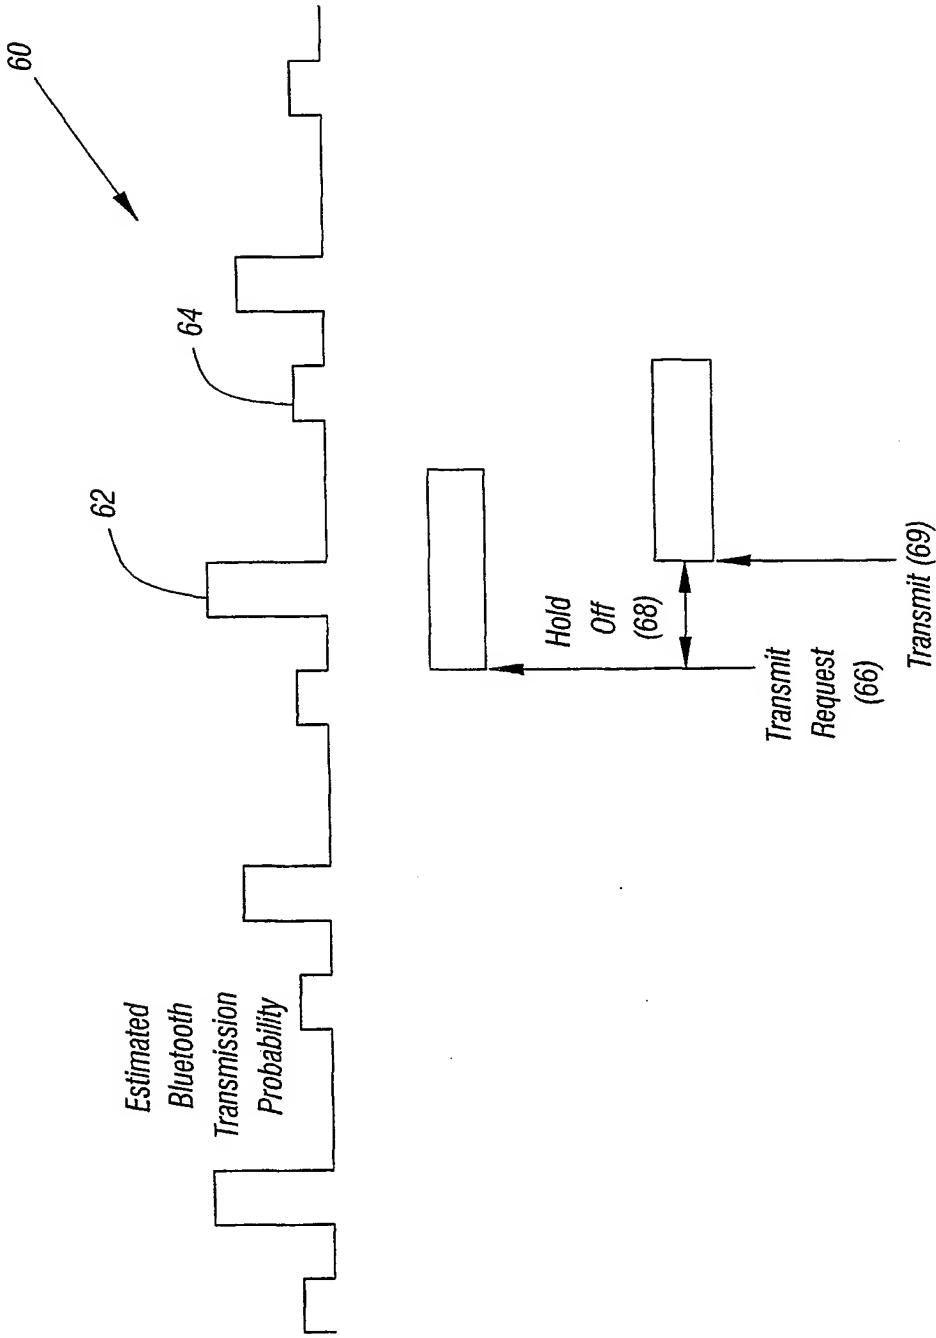 60
Estimated
Bluetooth
Transmission
Probability
62
64
Hold
Off
(68)
Transmit
Request
(66)
Transmit (69)